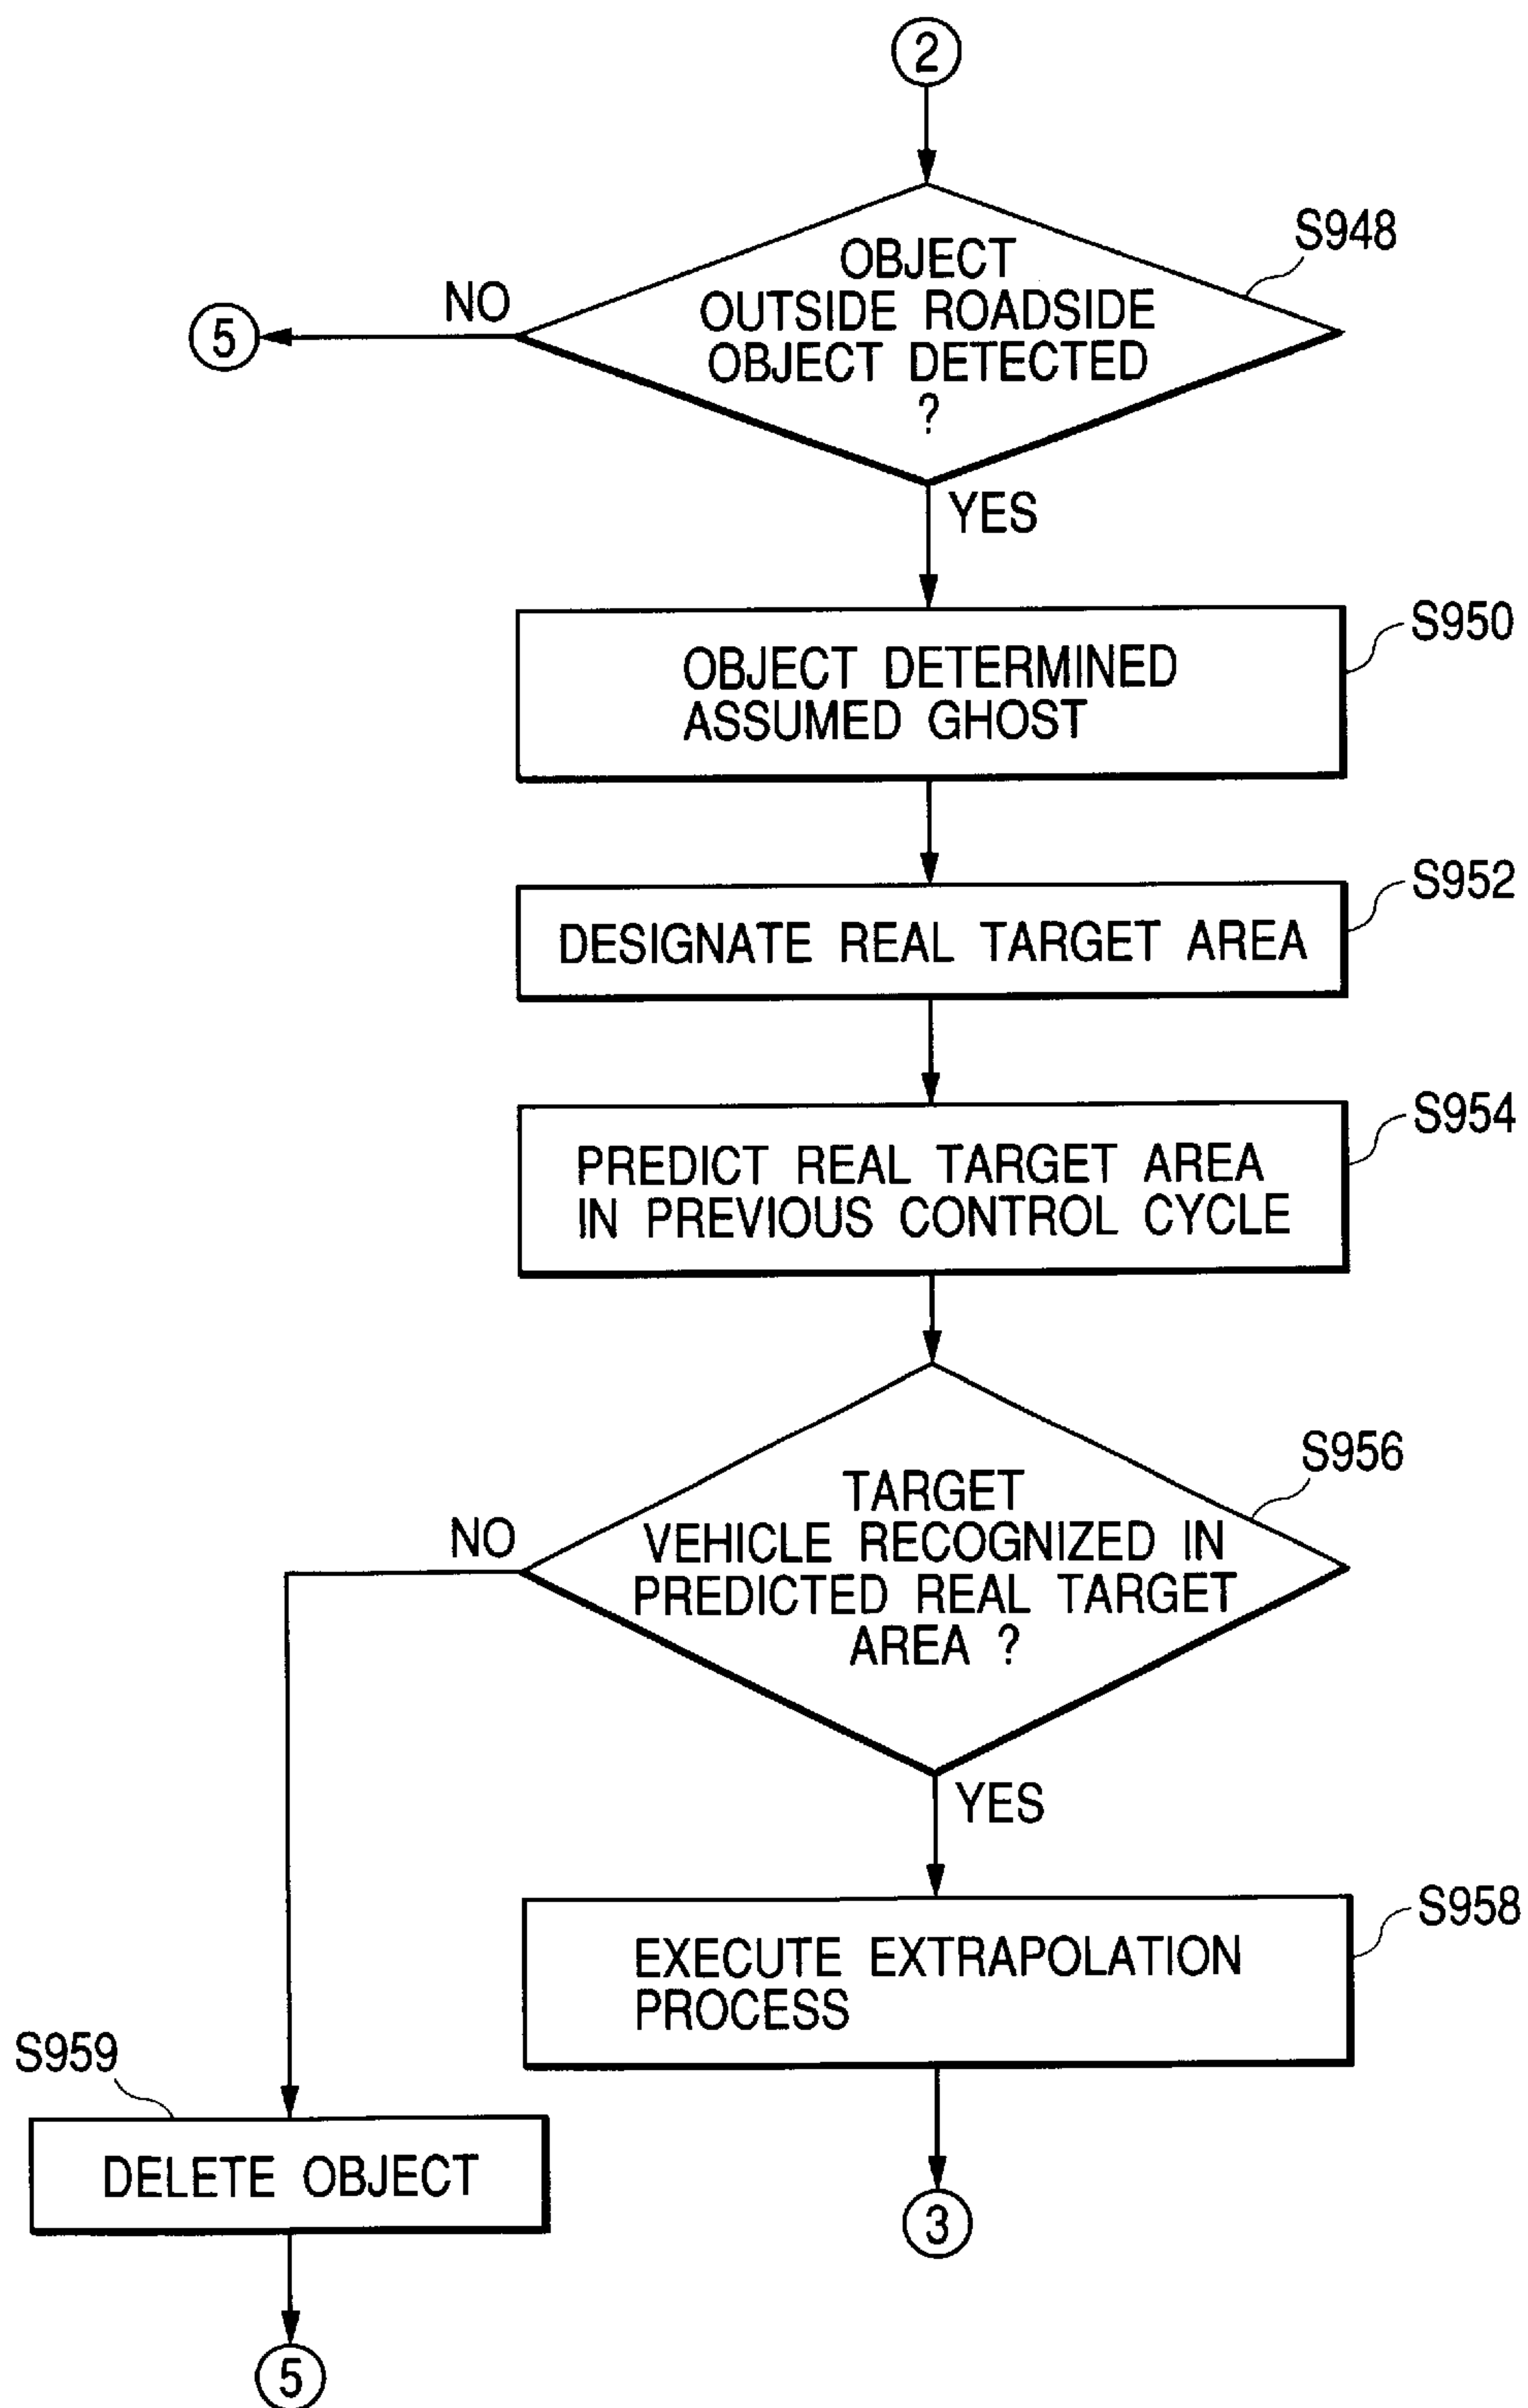 2
OBJECT
OUTSIDE ROADSIDE
OBJECT DETECTED
?
S948
NO
5
YES
OBJECT DETERMINED
ASSUMED GHOST
S950
DESIGNATE REAL TARGET AREA
S952
PREDICT REAL TARGET AREA
IN PREVIOUS CONTROL CYCLE
S954
TARGET
VEHICLE RECOGNIZED IN
PREDICTED REAL TARGET
AREA ?
S956
NO
YES
EXECUTE EXTRAPOLATION
PROCESS
S958
S959
DELETE OBJECT
3
5